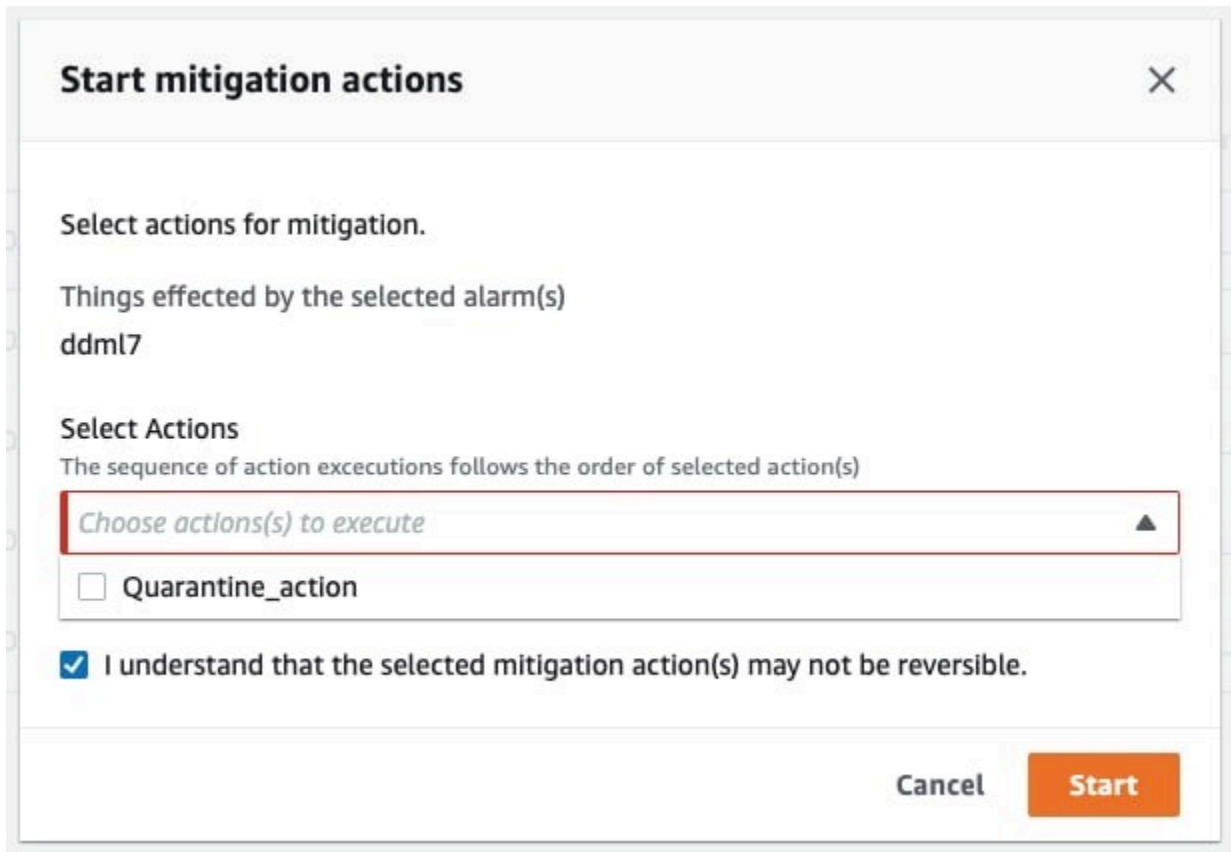 Start mitigation actions
Select actions for mitigation.
Things effected by the selected alarm(s)
ddml7
Select Actions
The sequence of action excecutions follows the order of selected action(s)
Choose actions(s) to execute
Quarantine_action
I understand that the selected mitigation action(s) may not be reversible.
Cancel
Start